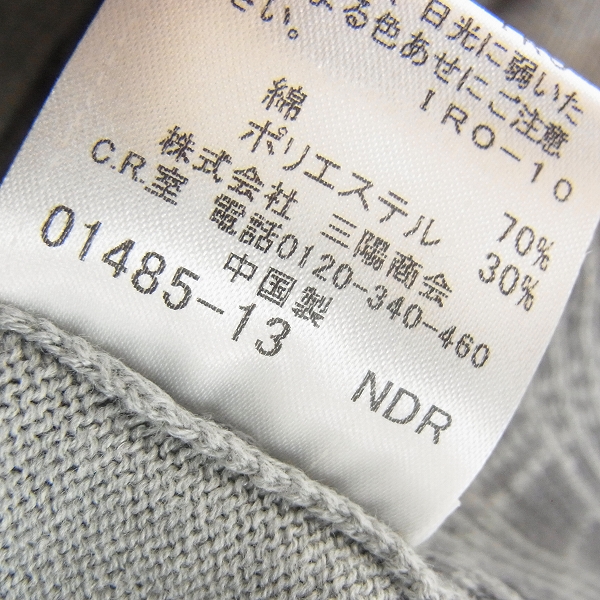 日光に弱いた
よる色あせにご注意
さい。
IRO-10
綿 70%
ポリエステル 30%
株式会社 三陽商会
C.R.室 電話0120-340-460
中国製
01485-13
NDR